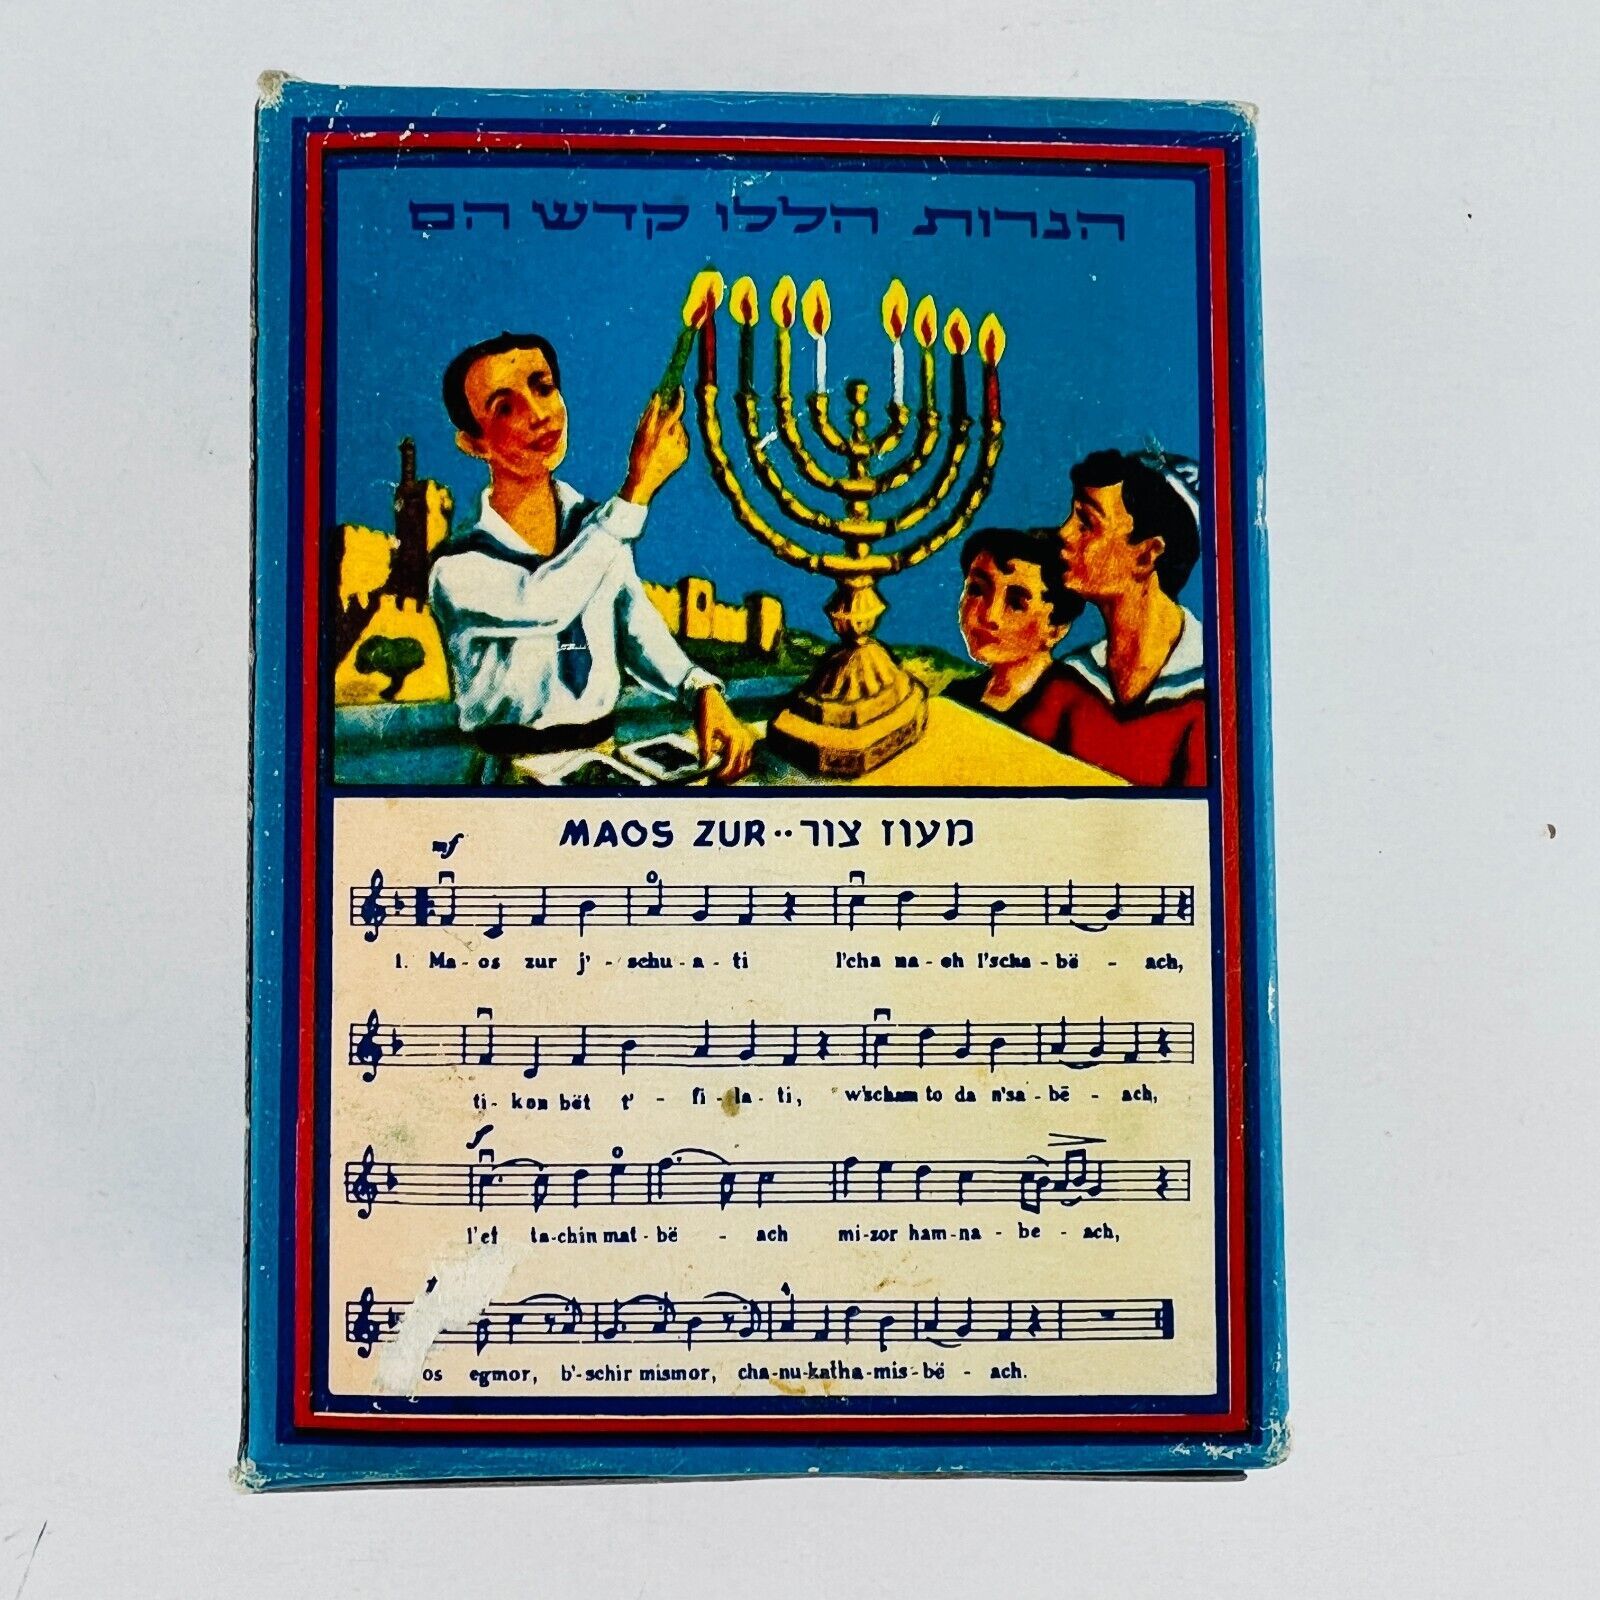 הנרות הללו קדש הם
MAOS ZUR·· מעוז צור
mf
1. Ma-os zur j'-schu-a-ti l'cha na-eh l'scha-bë - ach,
ti-kon bët t' - fi-la-ti, w'scham to da n'sa-bë - ach,
f
l'et ta-chin mat-bë - ach mi-zor ham-na - be - ach,
os egmor, b'-schir mismor, cha-nu-katha-mis-bë - ach.